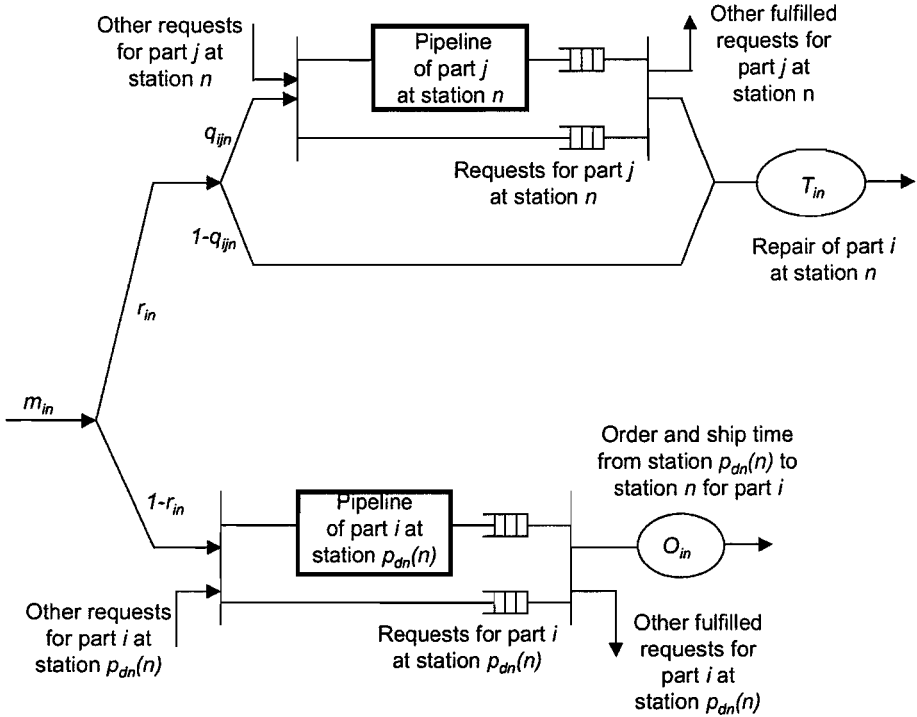 Other requests
for part j at
station n
Pipeline
of part j
at station n
Other fulfilled
requests for
part j at
station n
q_ijn
Requests for part j
at station n
T_in
1-q_ijn
Repair of part i
at station n
r_in
m_in
Order and ship time
from station p_dn(n) to
station n for part i
1-r_in
Pipeline
of part i at
station p_dn(n)
O_in
Other requests
for part i at
station p_dn(n)
Requests for part i
at station p_dn(n)
Other fulfilled
requests for
part i at
station p_dn(n)